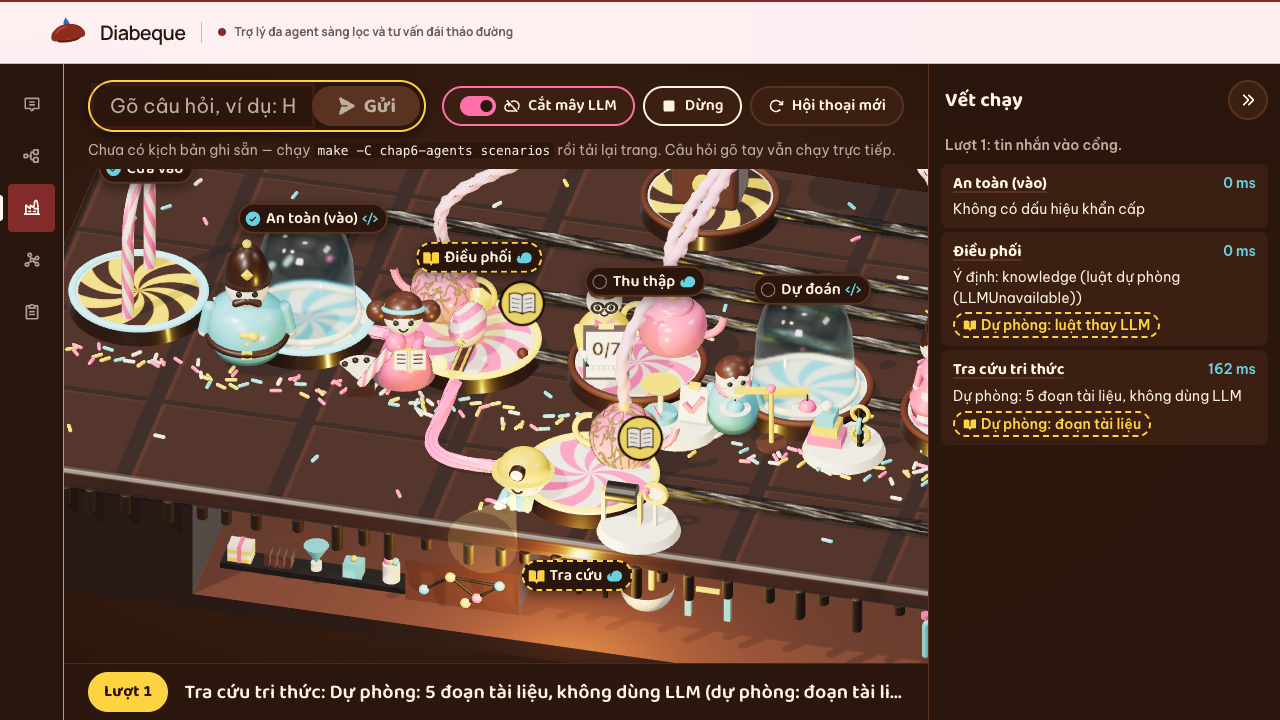 Diabeque
Trợ lý đa agent sàng lọc và tư vấn đái tháo đường
Gõ câu hỏi, ví dụ: H
Gửi
Cắt mây LLM
Dừng
Hội thoại mới
Chưa có kịch bản ghi sẵn — chạy make -C chap6-agents scenarios rồi tải lại trang. Câu hỏi gõ tay vẫn chạy trực tiếp.
Cửa vào
An toàn (vào) </>
Điều phối
Thu thập
Dự đoán </>
0/7
Tra cứu
Lượt 1
Tra cứu tri thức: Dự phòng: 5 đoạn tài liệu, không dùng LLM (dự phòng: đoạn tài li...
Vết chạy
Lượt 1: tin nhắn vào cổng.
An toàn (vào) 0 ms
Không có dấu hiệu khẩn cấp
Điều phối 0 ms
Ý định: knowledge (luật dự phòng
(LLMUnavailable))
Dự phòng: luật thay LLM
Tra cứu tri thức 162 ms
Dự phòng: 5 đoạn tài liệu, không dùng LLM
Dự phòng: đoạn tài liệu